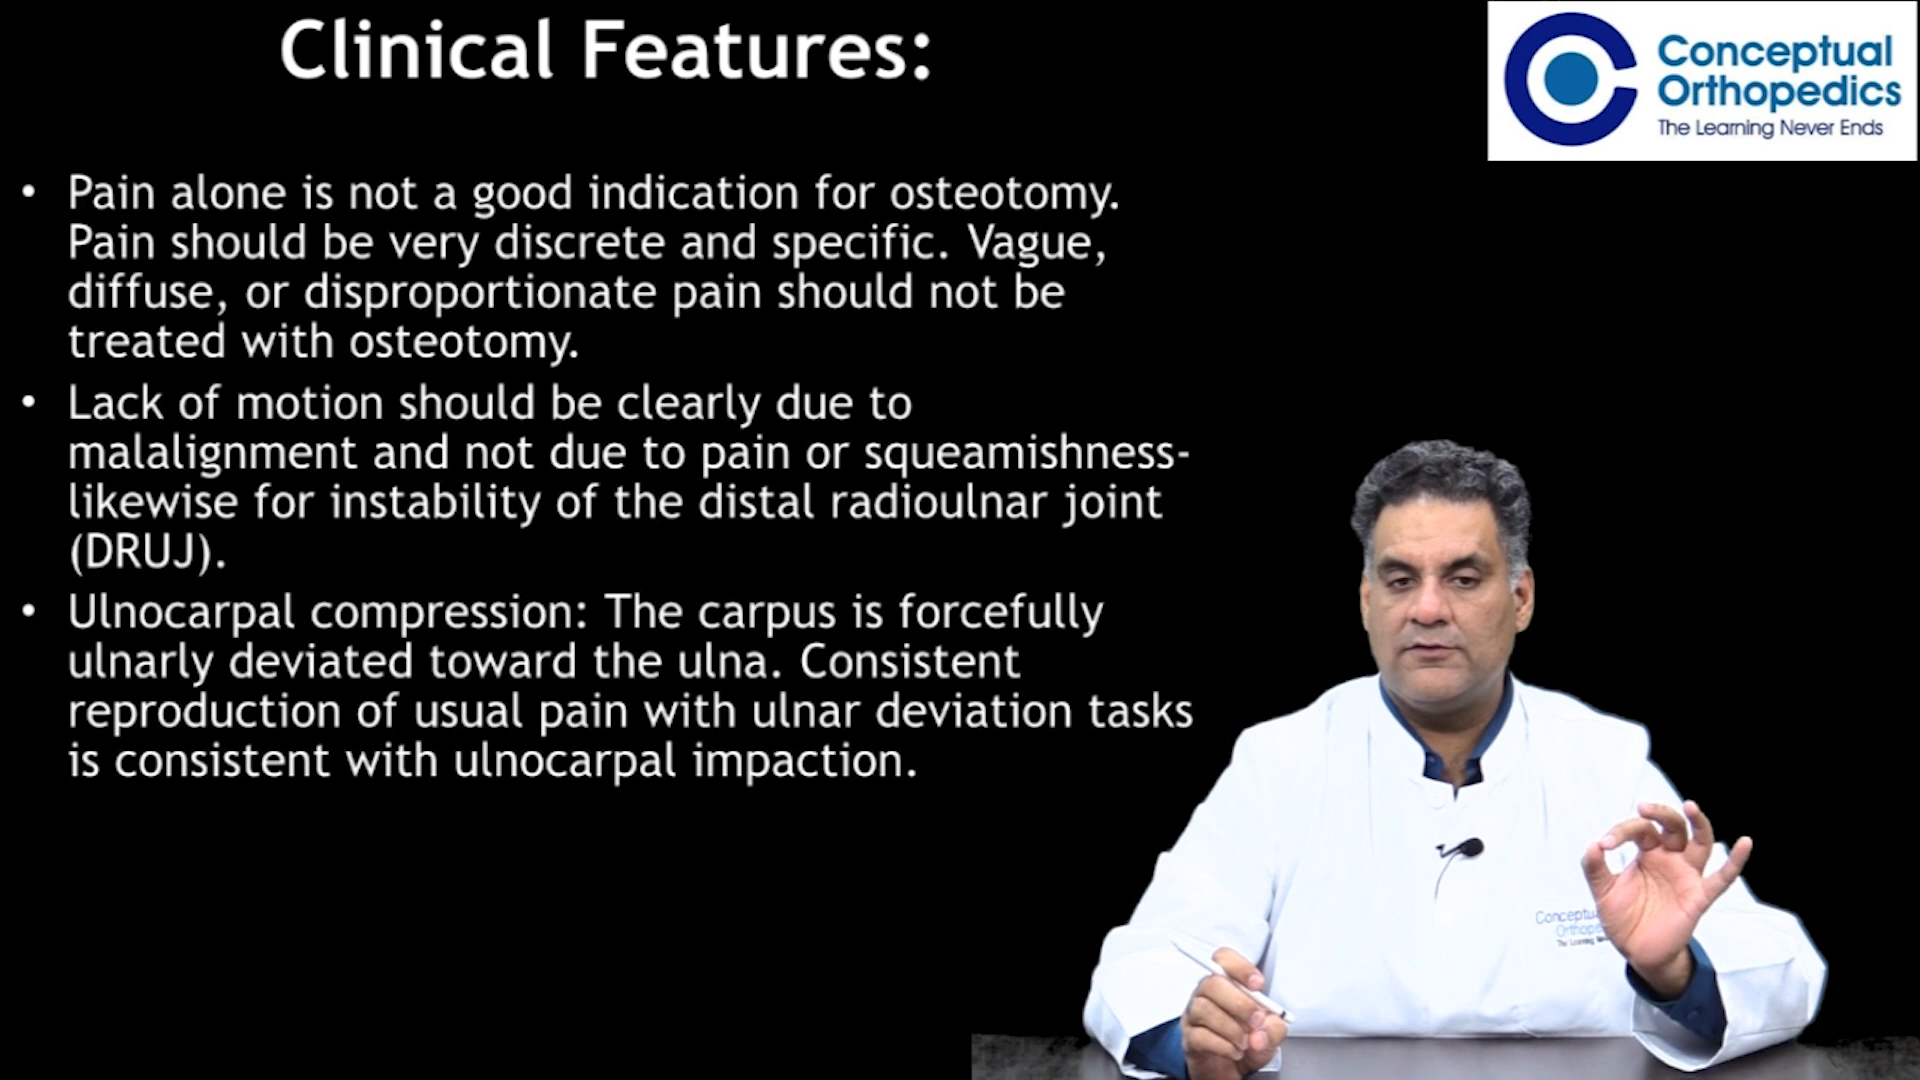 Clinical Features:
Conceptual
Orthopedics
The Learning Never Ends
• Pain alone is not a good indication for osteotomy.
Pain should be very discrete and specific. Vague,
diffuse, or disproportionate pain should not be
treated with osteotomy.
• Lack of motion should be clearly due to
malalignment and not due to pain or squeamishness-
likewise for instability of the distal radioulnar joint
(DRUJ).
• Ulnocarpal compression: The carpus is forcefully
ulnarly deviated toward the ulna. Consistent
reproduction of usual pain with ulnar deviation tasks
is consistent with ulnocarpal impaction.
The Learning